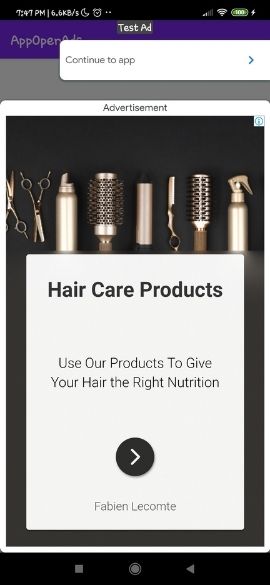 7:47 PM | 6.6KB/s
Test Ad
AppOpenAds
Continue to app
Advertisement
Hair Care Products
Use Our Products To Give
Your Hair the Right Nutrition
Fabien Lecomte